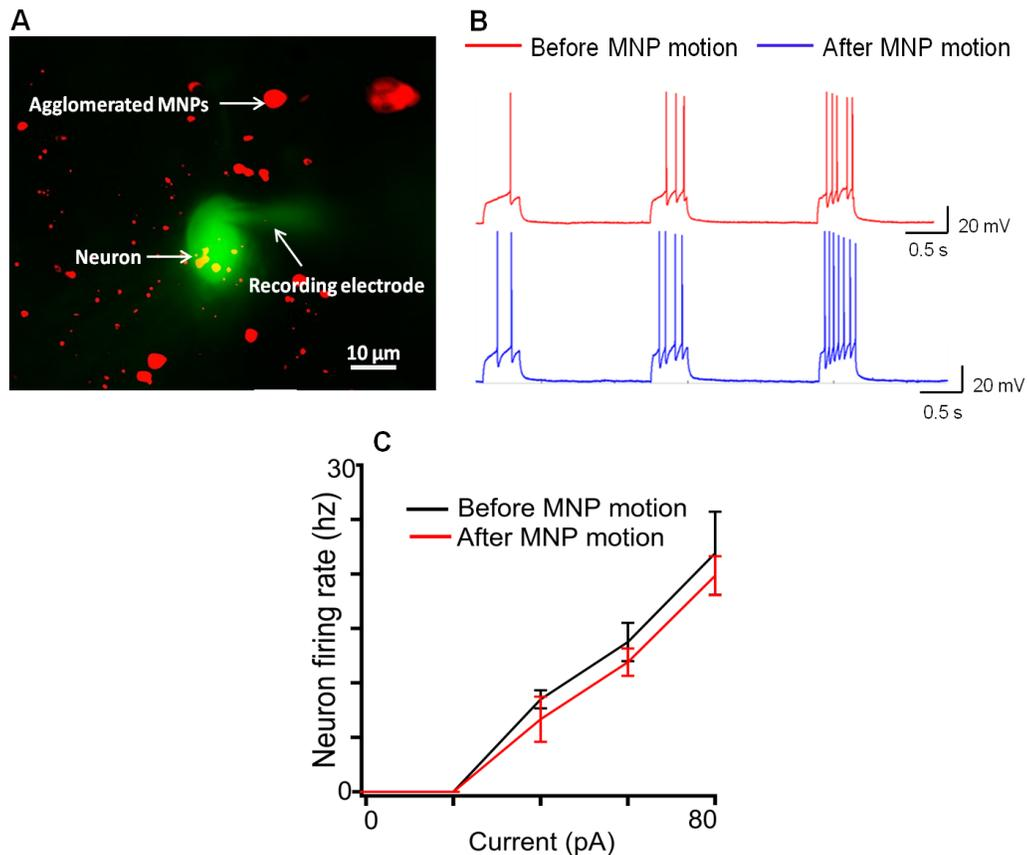 A
Agglomerated MNPs
Neuron
Recording electrode
10 µm
B
Before MNP motion
After MNP motion
20 mV
0.5 s
20 mV
0.5 s
C
30
Before MNP motion
After MNP motion
Neuron firing rate (hz)
0
0
80
Current (pA)